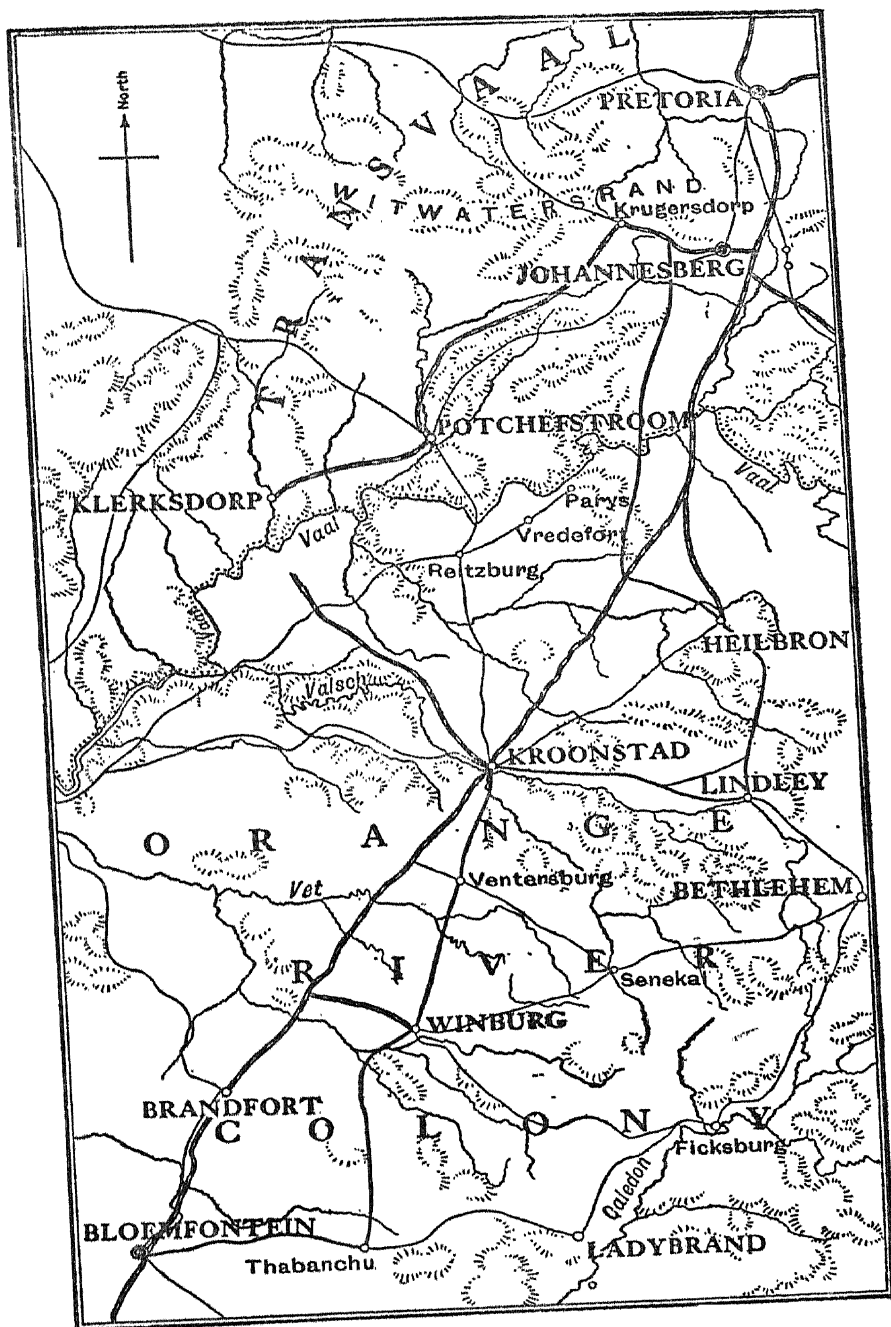 North
TRANSVAAL
PRETORIA
WITWATERSRAND
Krugersdorp
JOHANNESBERG
POTCHEFSTROOM
Vaal
KLERKSDORP
Parys
Vaal
Vredefort
Reitzburg
Vaal
HEILBRON
Valsch
KROONSTAD
LINDLEY
ORANGE
Vet
Ventersburg
BETHLEHEM
RIVER
Senekal
WINBURG
BRANDFORT
COLONY
Ficksburg
Caledon
BLOEMFONTEIN
Thabanchu
LADYBRAND